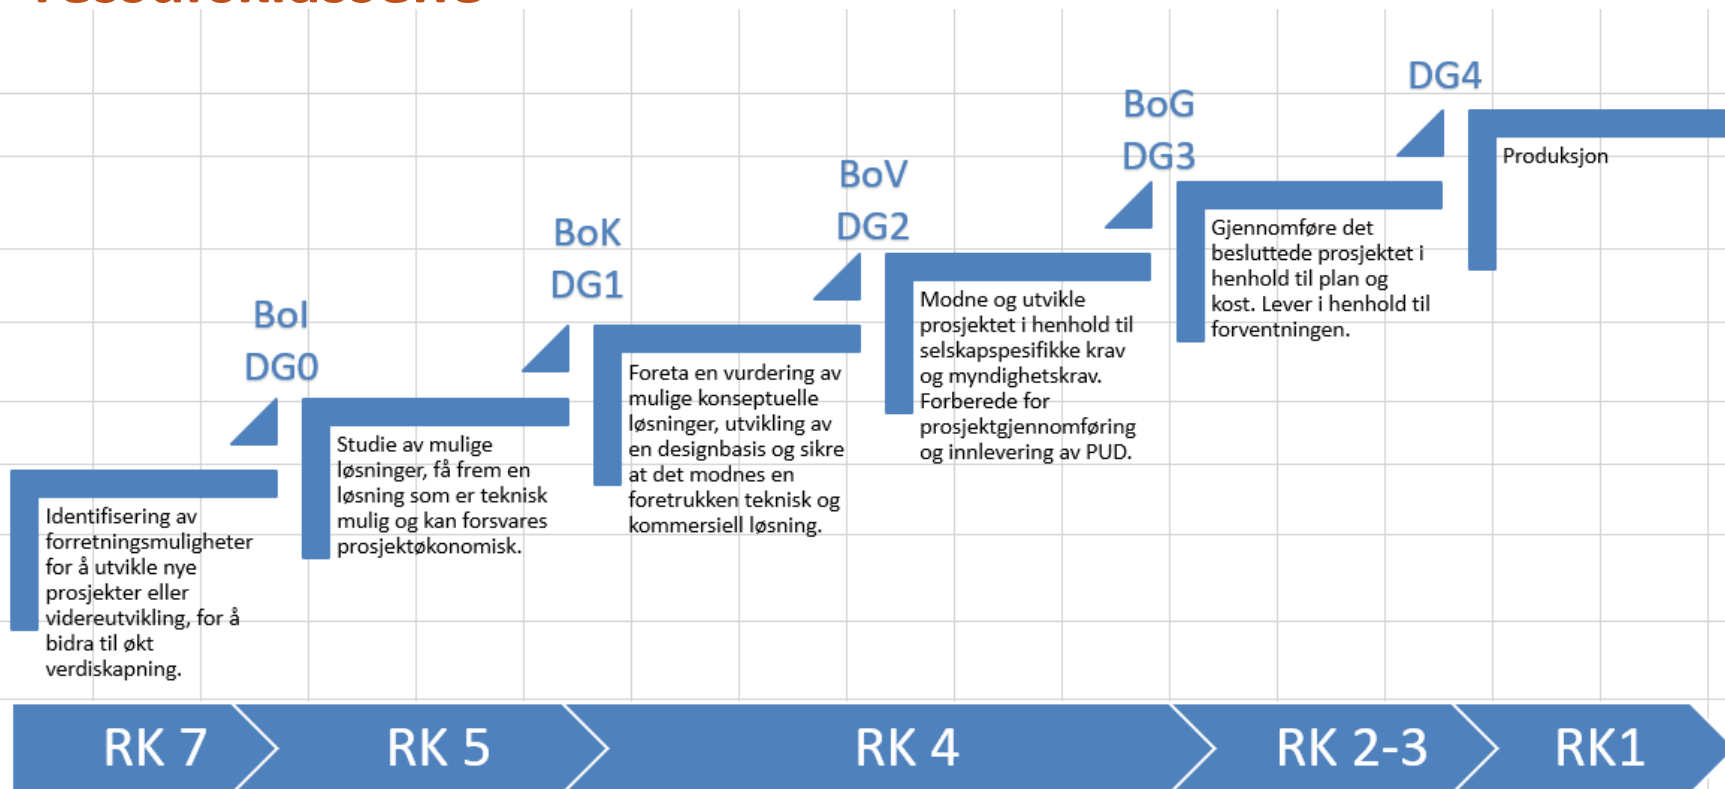 ressursklassene
BoI
DG0
BoK
DG1
BoV
DG2
BoG
DG3
DG4
Identifisering av
forretningsmuligheter
for å utvikle nye
prosjekter eller
videreutvikling, for å
bidra til økt
verdiskapning.
Studie av mulige
løsninger, få frem en
løsning som er teknisk
mulig og kan forsvares
prosjektøkonomisk.
Foreta en vurdering av
mulige konseptuelle
løsninger, utvikling av
en designbasis og sikre
at det modnes en
foretrukken teknisk og
kommersiell løsning.
Modne og utvikle
prosjektet i henhold til
selskapspesifikke krav
og myndighetskrav.
Forberede for
prosjektgjennomføring
og innlevering av PUD.
Gjennomføre det
besluttede prosjektet i
henhold til plan og
kost. Lever i henhold til
forventningen.
Produksjon
RK 7
RK 5
RK 4
RK 2-3
RK1